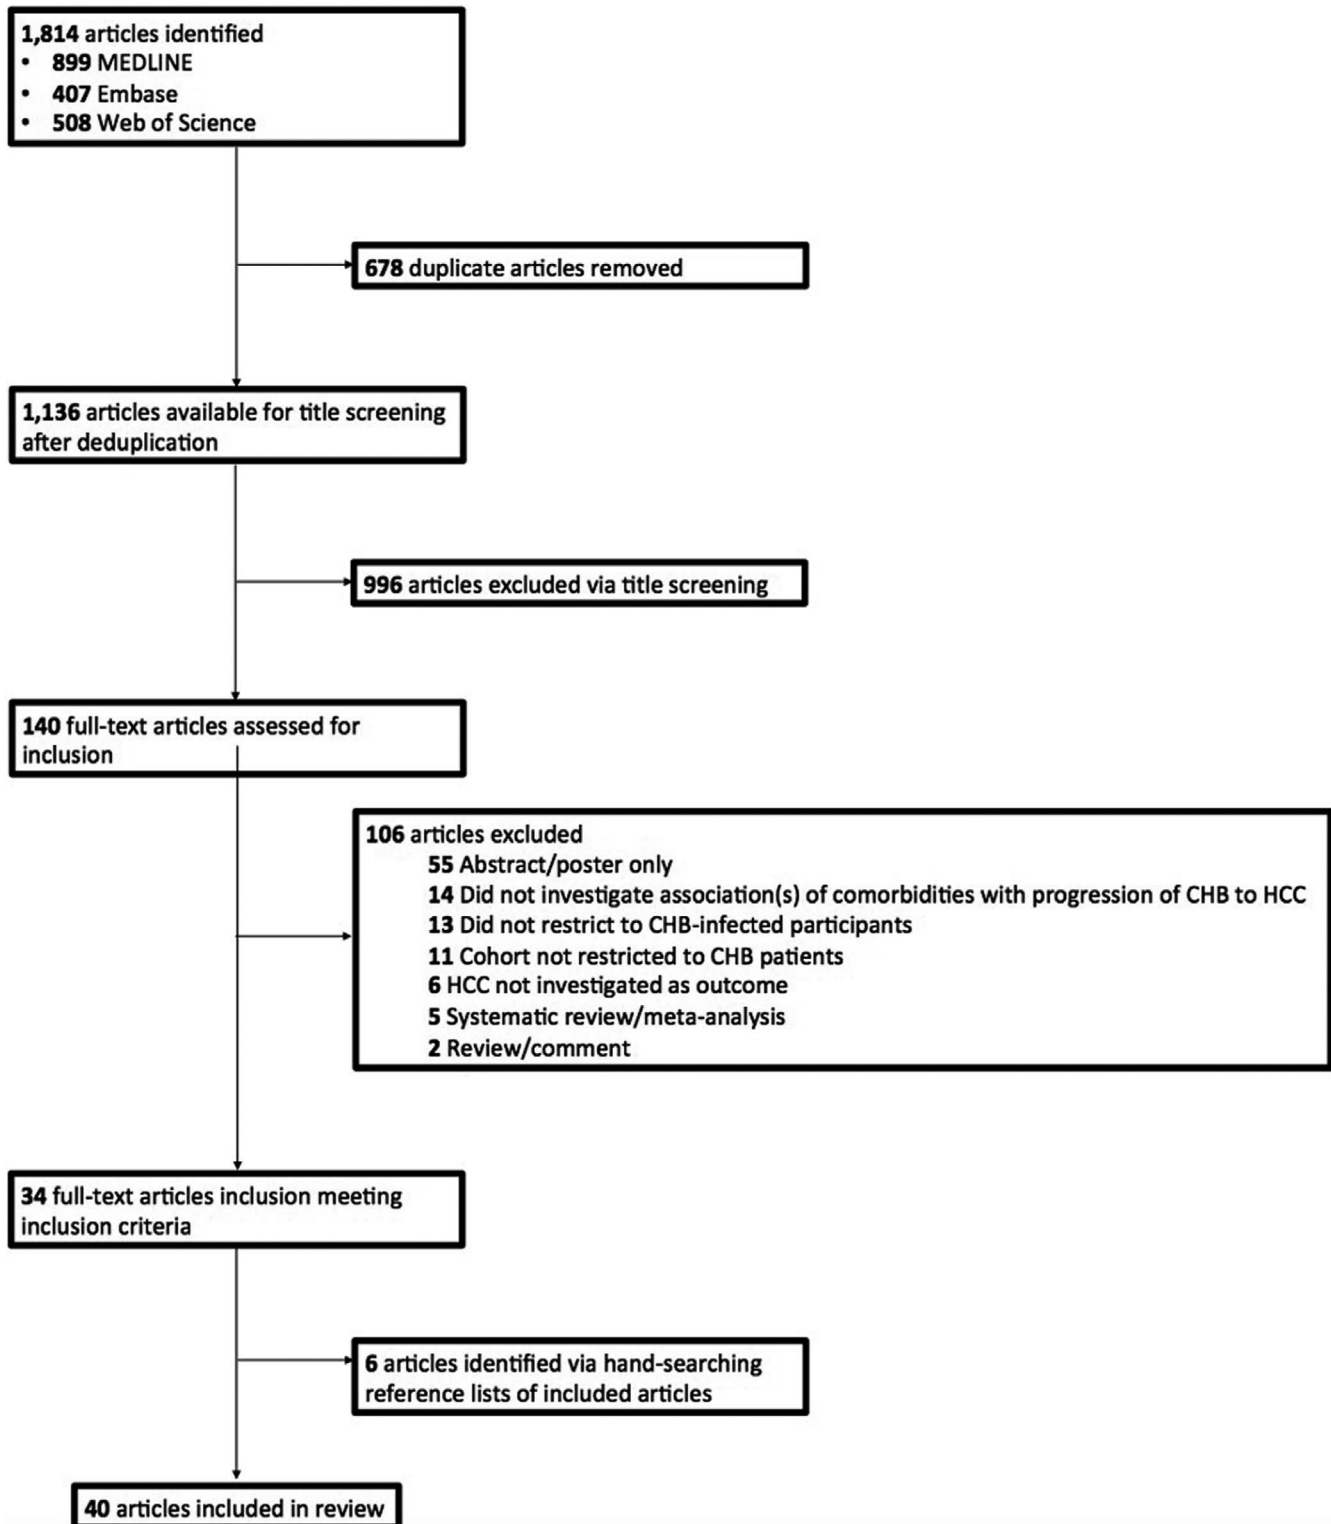 1,814 articles identified
• 899 MEDLINE
• 407 Embase
• 508 Web of Science
678 duplicate articles removed
1,136 articles available for title screening
after deduplication
996 articles excluded via title screening
140 full-text articles assessed for
inclusion
106 articles excluded
55 Abstract/poster only
14 Did not investigate association(s) of comorbidities with progression of CHB to HCC
13 Did not restrict to CHB-infected participants
11 Cohort not restricted to CHB patients
6 HCC not investigated as outcome
5 Systematic review/meta-analysis
2 Review/comment
34 full-text articles inclusion meeting
inclusion criteria
6 articles identified via hand-searching
reference lists of included articles
40 articles included in review